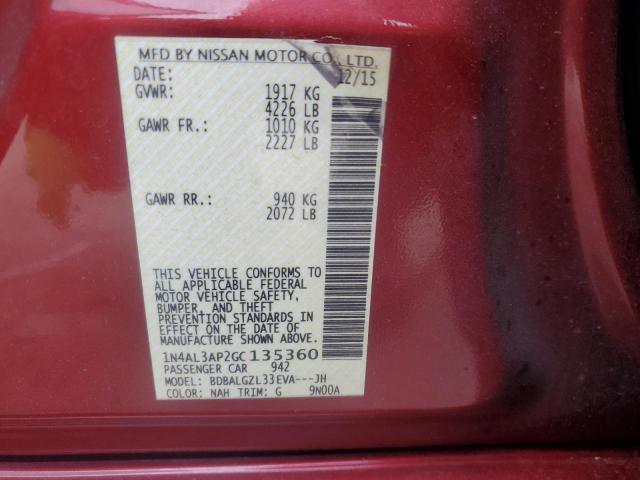 MFD BY NISSAN MOTOR CO., LTD.
DATE: 12/15
GVWR: 1917 KG
4226 LB
GAWR FR.: 1010 KG
2227 LB
GAWR RR.: 940 KG
2072 LB
THIS VEHICLE CONFORMS TO
ALL APPLICABLE FEDERAL
MOTOR VEHICLE SAFETY,
BUMPER, AND THEFT
PREVENTION STANDARDS IN
EFFECT ON THE DATE OF
MANUFACTURE SHOWN ABOVE.
1N4AL3AP2GC135360
PASSENGER CAR 942
MODEL: BDBALGZL33EVA---JH
COLOR: NAH TRIM: G 9N00A